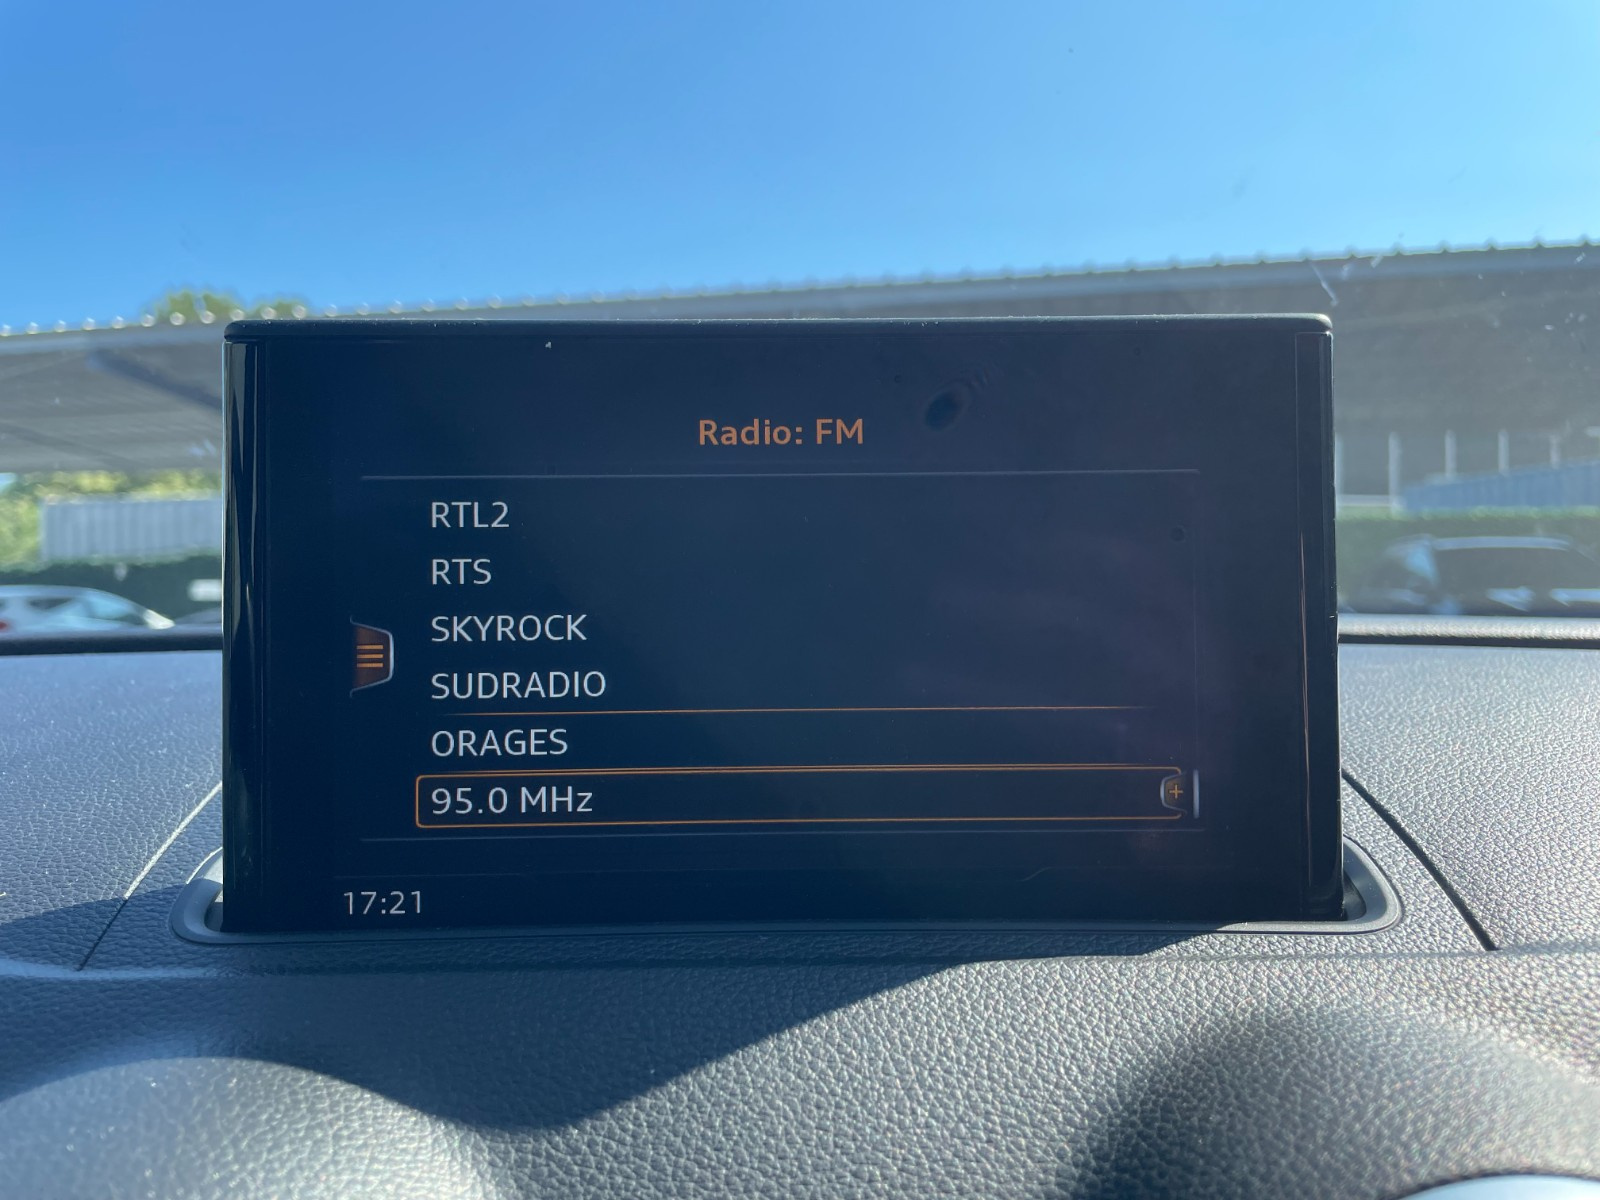 Radio: FM
RTL2
RTS
SKYROCK
SUDRADIO
ORAGES
95.0 MHz
17:21